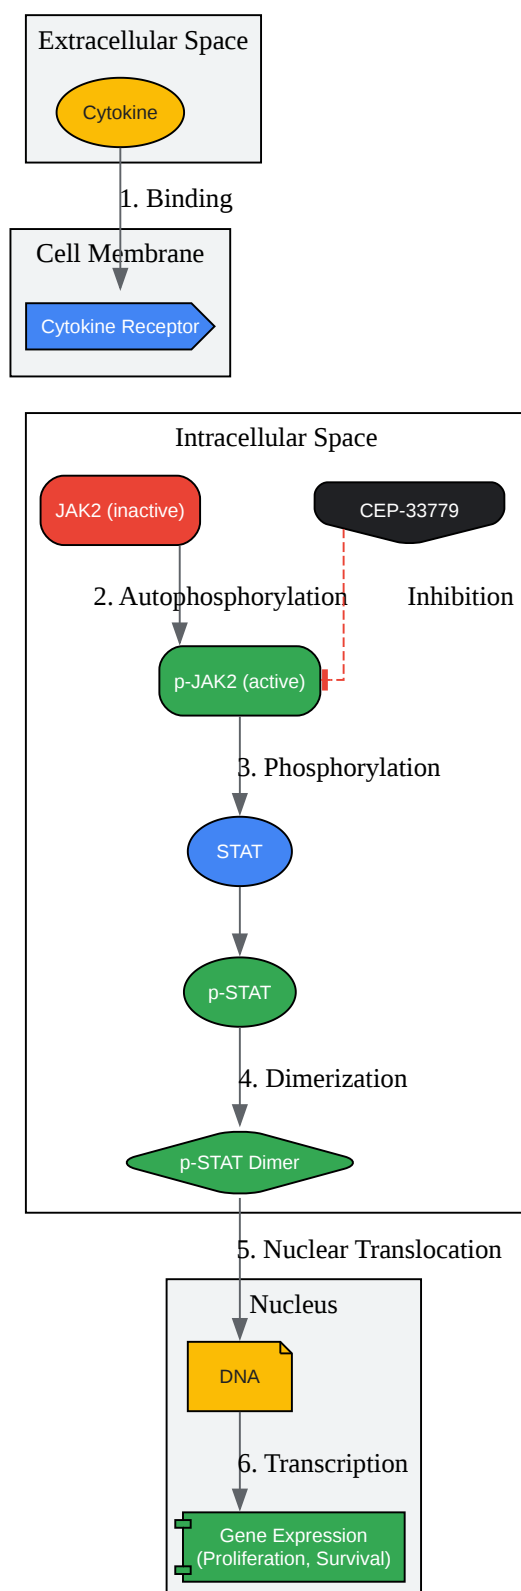 Extracellular Space
Cytokine
1. Binding
Cell Membrane
Cytokine Receptor
Intracellular Space
JAK2 (inactive)
CEP-33779
2. Autophosphorylation
Inhibition
p-JAK2 (active)
3. Phosphorylation
STAT
p-STAT
4. Dimerization
p-STAT Dimer
5. Nuclear Translocation
Nucleus
DNA
6. Transcription
Gene Expression
(Proliferation, Survival)